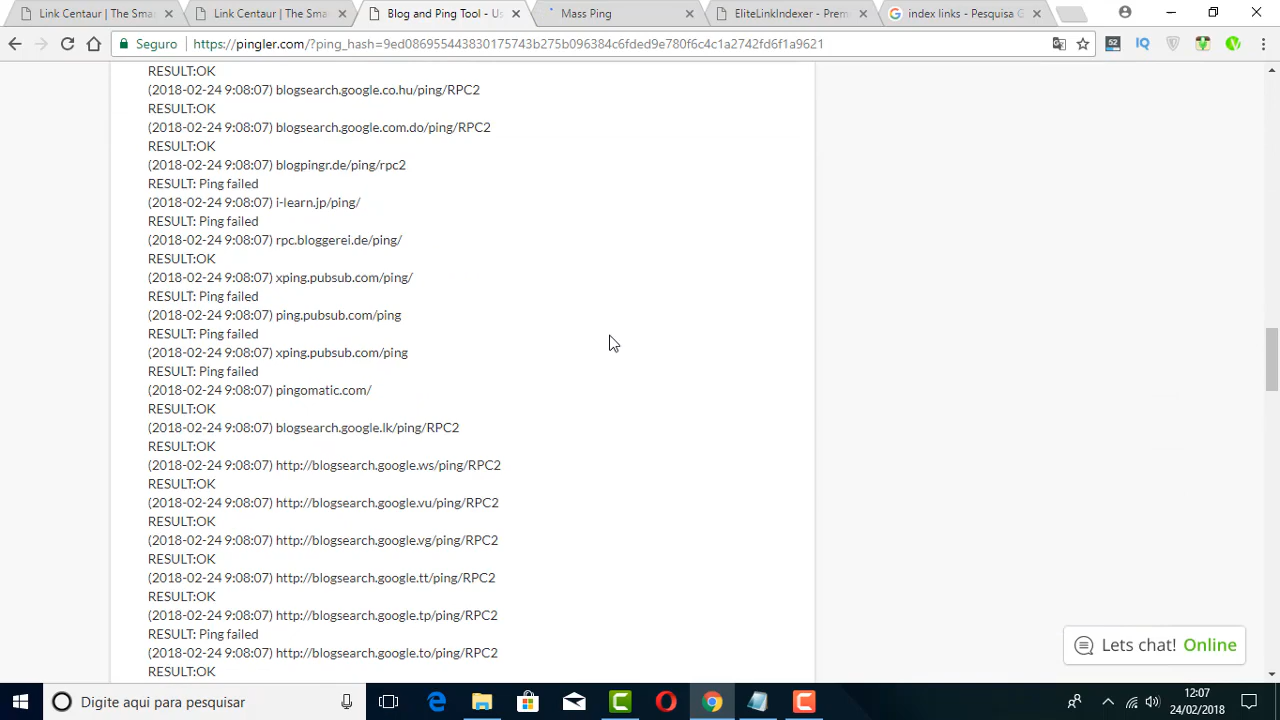 Link Centaur | The Sma
Link Centaur | The Sma
Blog and Ping Tool - Us
Mass Ping
EliteLinkIndexer - Prem
index links - Pesquisa G
Seguro
https://pingler.com/?ping_hash=9ed086955443830175743b275b096384c6fded9e780f6c4c1a2742fd6f1a9621
52
IQ
RESULT:OK
(2018-02-24 9:08:07) blogsearch.google.co.hu/ping/RPC2
RESULT:OK
(2018-02-24 9:08:07) blogsearch.google.com.do/ping/RPC2
RESULT:OK
(2018-02-24 9:08:07) blogpingr.de/ping/rpc2
RESULT: Ping failed
(2018-02-24 9:08:07) i-learn.jp/ping/
RESULT: Ping failed
(2018-02-24 9:08:07) rpc.bloggerei.de/ping/
RESULT:OK
(2018-02-24 9:08:07) xping.pubsub.com/ping/
RESULT: Ping failed
(2018-02-24 9:08:07) ping.pubsub.com/ping
RESULT: Ping failed
(2018-02-24 9:08:07) xping.pubsub.com/ping
RESULT: Ping failed
(2018-02-24 9:08:07) pingomatic.com/
RESULT:OK
(2018-02-24 9:08:07) blogsearch.google.lk/ping/RPC2
RESULT:OK
(2018-02-24 9:08:07) http://blogsearch.google.ws/ping/RPC2
RESULT:OK
(2018-02-24 9:08:07) http://blogsearch.google.vu/ping/RPC2
RESULT:OK
(2018-02-24 9:08:07) http://blogsearch.google.vg/ping/RPC2
RESULT:OK
(2018-02-24 9:08:07) http://blogsearch.google.tt/ping/RPC2
RESULT:OK
(2018-02-24 9:08:07) http://blogsearch.google.tp/ping/RPC2
RESULT: Ping failed
(2018-02-24 9:08:07) http://blogsearch.google.to/ping/RPC2
RESULT:OK
Lets chat! Online
Digite aqui para pesquisar
12:07
24/02/2018